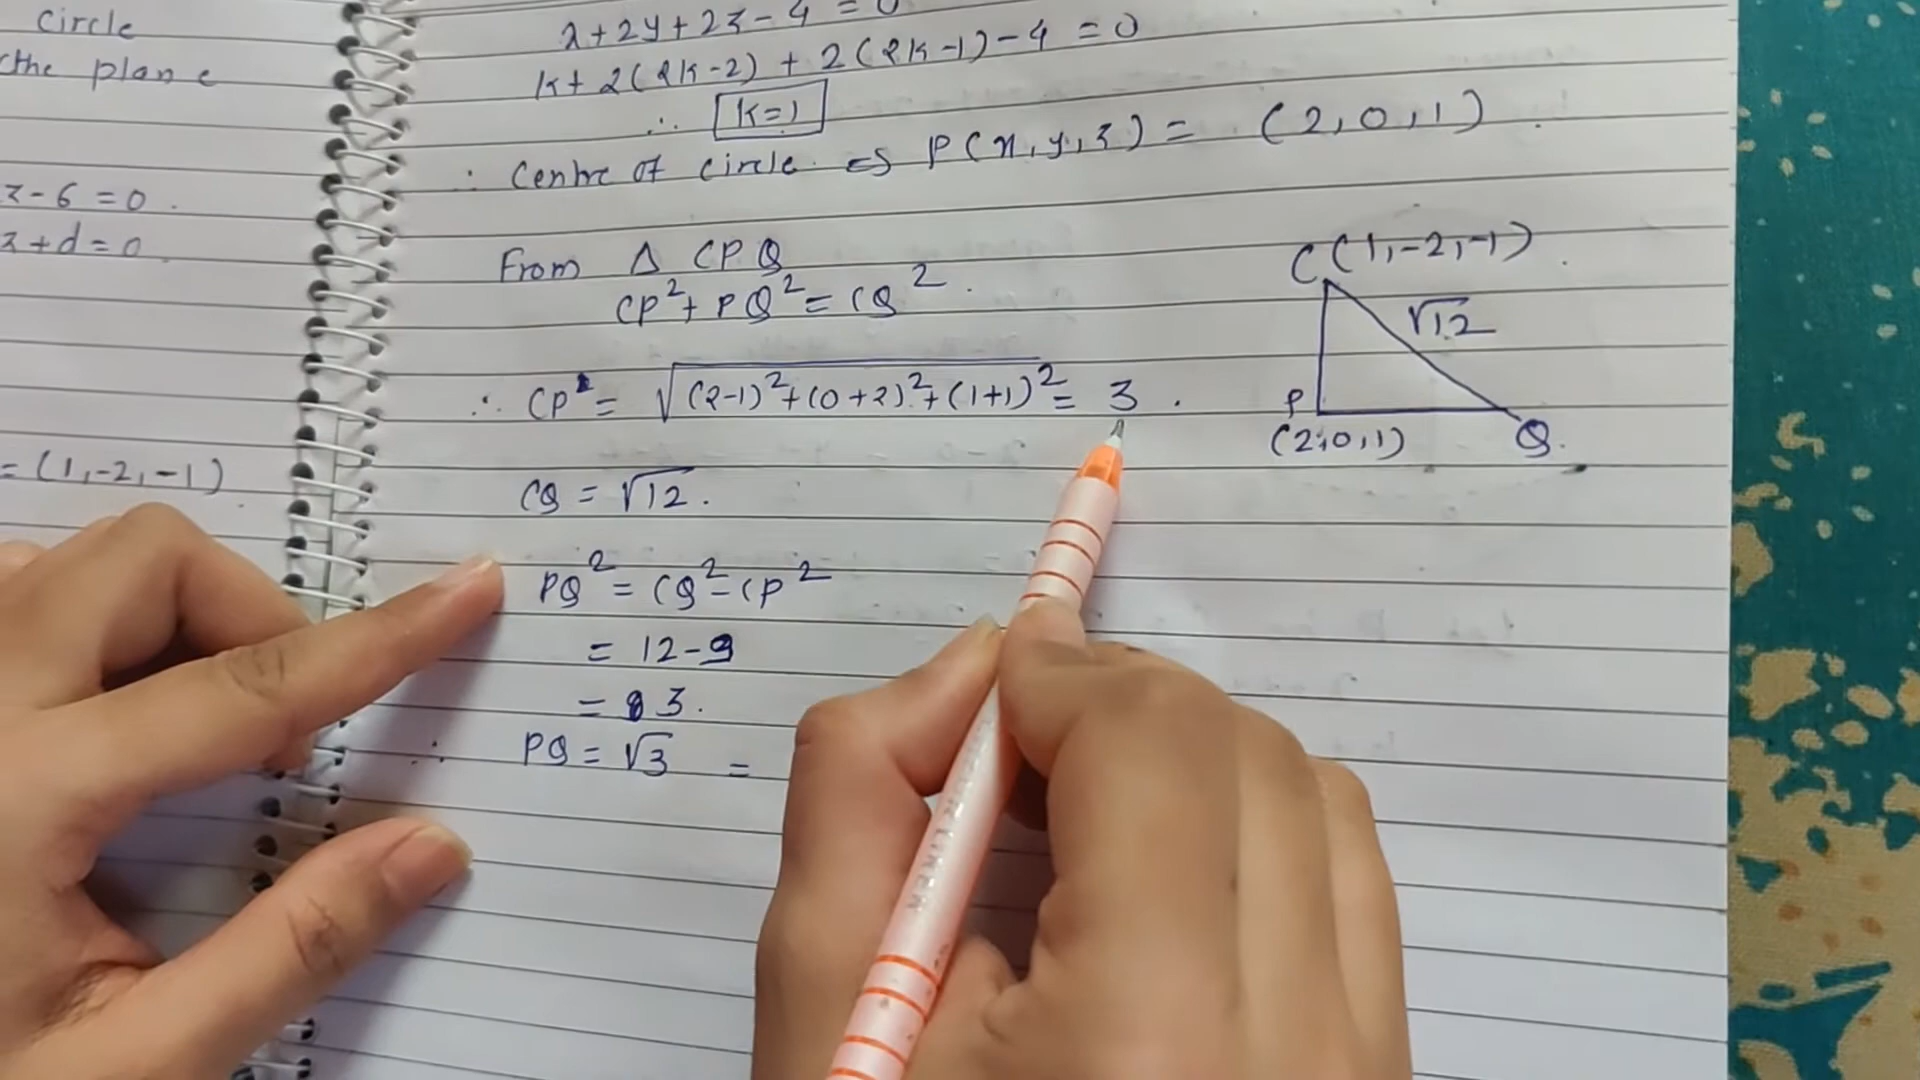 circle
the plane
z-6=0.
z+d=0
=(1,-2,-1).
x+2y+2z-4=0
k+2(2k-2)+2(2k-1)-4=0
∴ k=1
∴ Centre of circle ⇒ P(x,y,z) = (2,0,1)
From Δ CPQ
CP²+PQ²=CQ².
∴ CP = √(2-1)²+(0+2)²+(1+1)² = 3.
CQ = √12.
PQ² = CQ²-CP²
= 12-9
= 3.
∴ PQ = √3 =
C(1,-2,-1).
√12
P
(2,0,1)
Q.